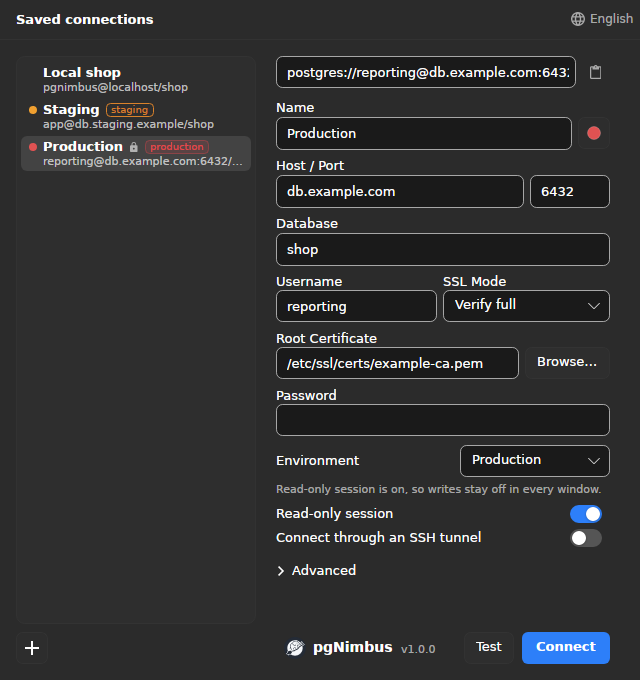 Saved connections
English
Local shop
pgnimbus@localhost/shop
Staging staging
app@db.staging.example/shop
Production production
reporting@db.example.com:6432/...
postgres://reporting@db.example.com:6432
Name
Production
Host / Port
db.example.com 6432
Database
shop
Username SSL Mode
reporting Verify full
Root Certificate
/etc/ssl/certs/example-ca.pem Browse...
Password
Environment Production
Read-only session is on, so writes stay off in every window.
Read-only session
Connect through an SSH tunnel
Advanced
pgNimbus v1.0.0 Test Connect